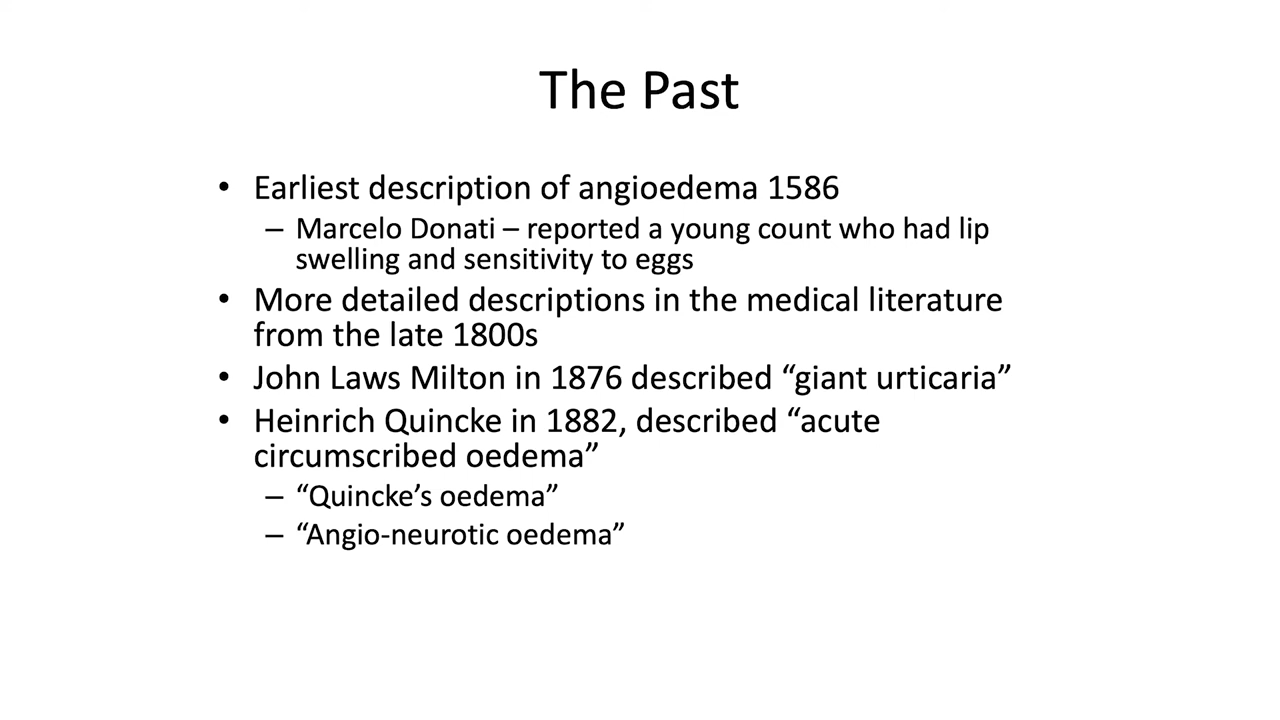 The Past
• Earliest description of angioedema 1586
– Marcelo Donati – reported a young count who had lip
swelling and sensitivity to eggs
• More detailed descriptions in the medical literature
from the late 1800s
• John Laws Milton in 1876 described “giant urticaria”
• Heinrich Quincke in 1882, described “acute
circumscribed oedema”
– “Quincke’s oedema”
– “Angio-neurotic oedema”